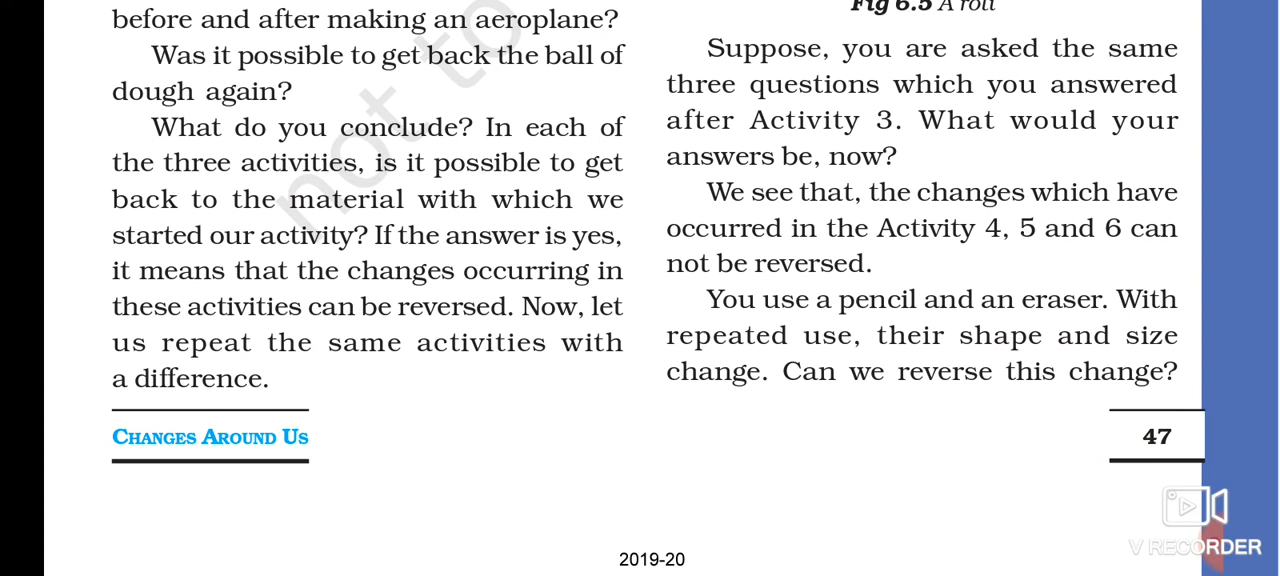 before and after making an aeroplane?
Was it possible to get back the ball of
dough again?
What do you conclude? In each of
the three activities, is it possible to get
back to the material with which we
started our activity? If the answer is yes,
it means that the changes occurring in
these activities can be reversed. Now, let
us repeat the same activities with
a difference.
Fig 6.5 A roti
Suppose, you are asked the same
three questions which you answered
after Activity 3. What would your
answers be, now?
We see that, the changes which have
occurred in the Activity 4, 5 and 6 can
not be reversed.
You use a pencil and an eraser. With
repeated use, their shape and size
change. Can we reverse this change?
not to
CHANGES AROUND US
47
2019-20
V RECORDER